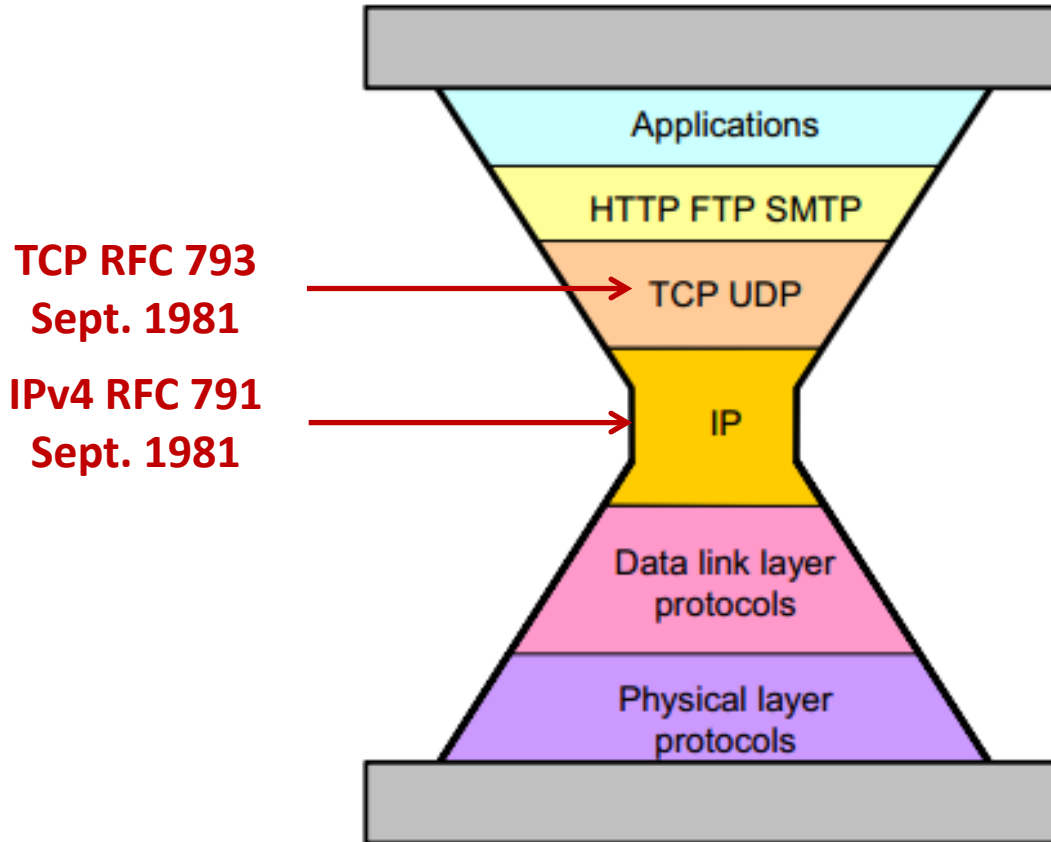 Applications
HTTP FTP SMTP
TCP RFC 793
Sept. 1981
TCP UDP
IPv4 RFC 791
Sept. 1981
IP
Data link layer
protocols
Physical layer
protocols